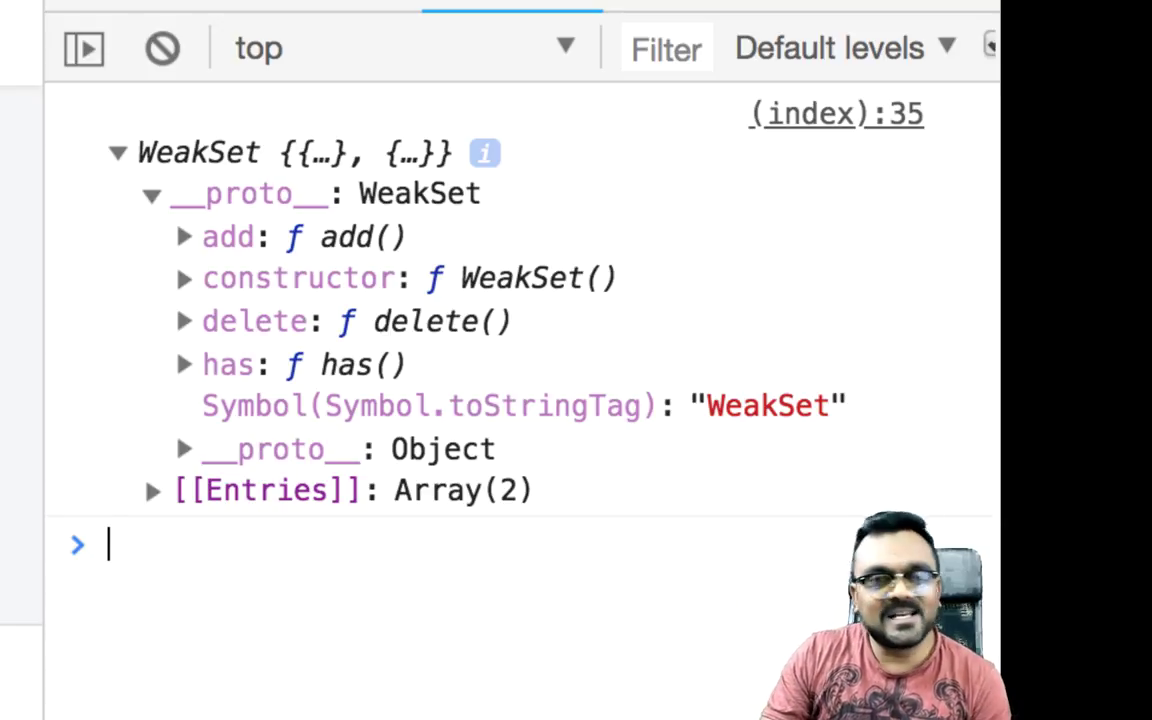 top Filter Default levels
(index):35
WeakSet {{…}, {…}} i
__proto__: WeakSet
add: ƒ add()
constructor: ƒ WeakSet()
delete: ƒ delete()
has: ƒ has()
Symbol(Symbol.toStringTag): "WeakSet"
__proto__: Object
[[Entries]]: Array(2)